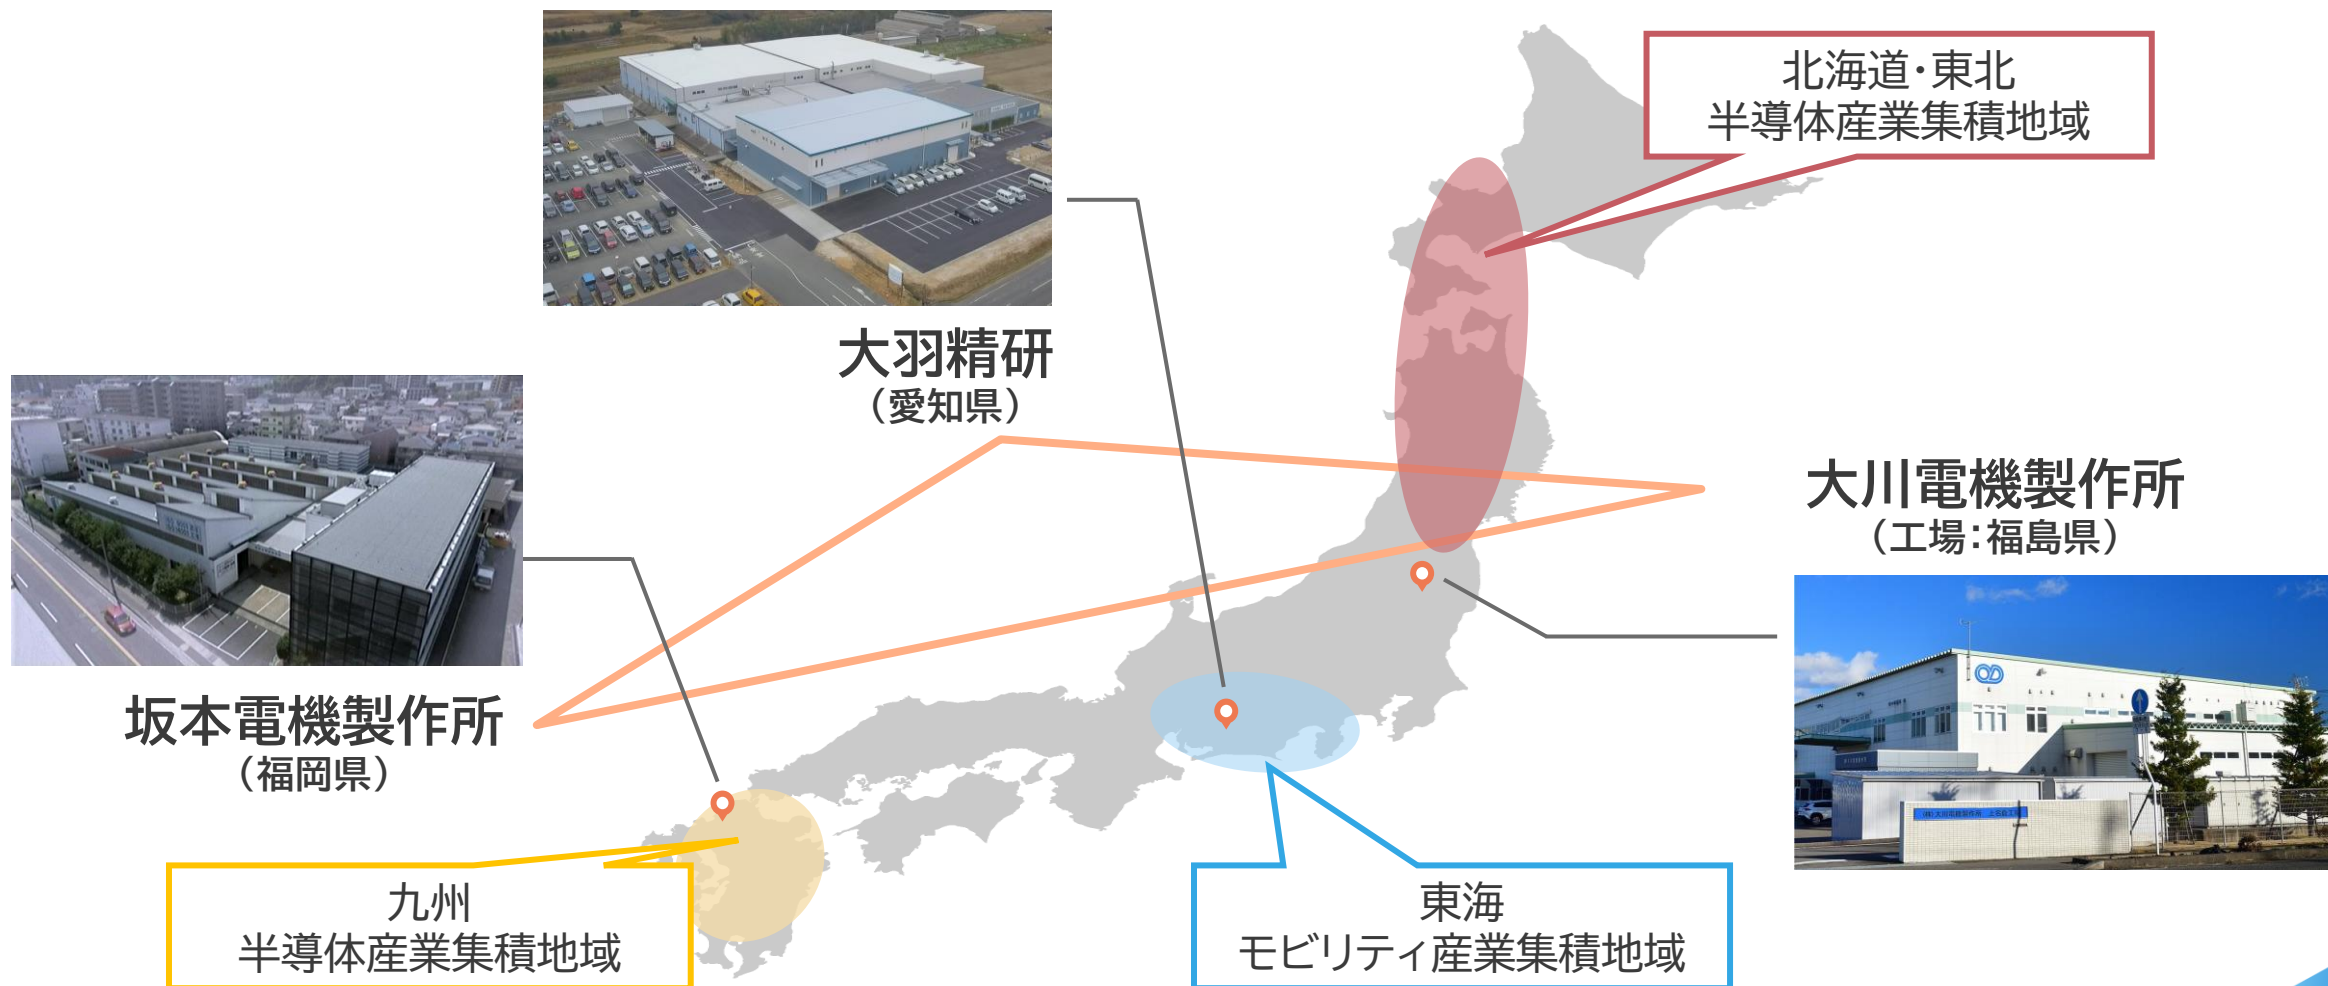 北海道・東北
半導体産業集積地域
大羽精研
（愛知県）
大川電機製作所
（工場：福島県）
坂本電機製作所
（福岡県）
九州
半導体産業集積地域
東海
モビリティ産業集積地域